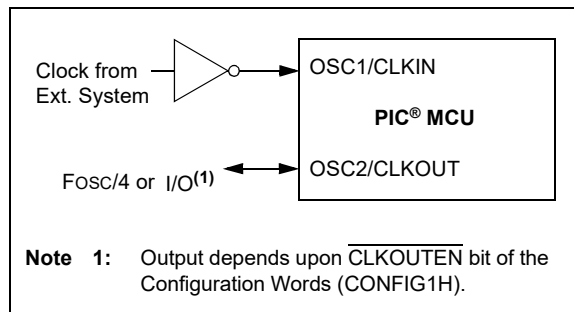 Clock from
Ext. System
OSC1/CLKIN
PIC® MCU
FOSC/4 or I/O(1)
OSC2/CLKOUT
Note 1: Output depends upon CLKOUTEN bit of the
Configuration Words (CONFIG1H).